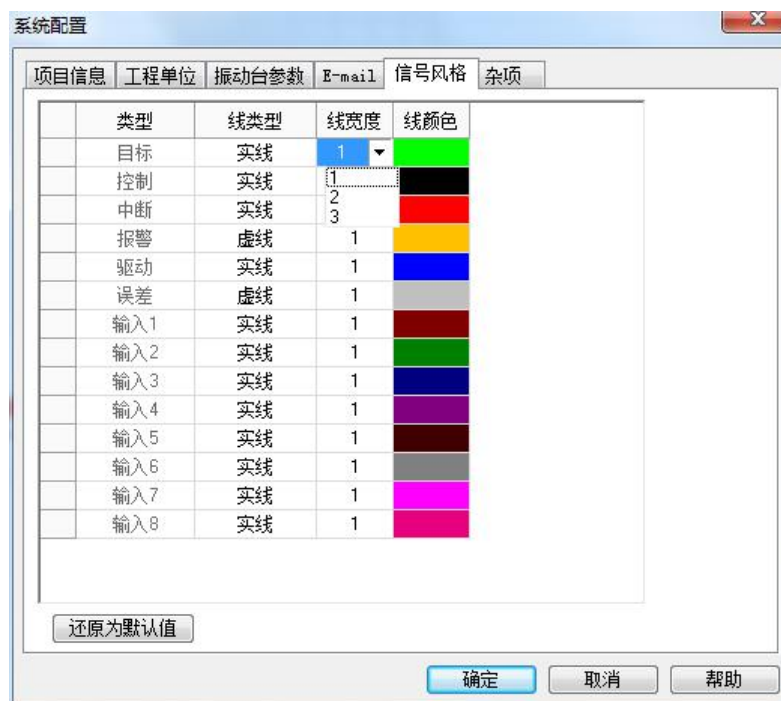 系统配置
项目信息 工程单位 振动台参数 E-mail 信号风格 杂项
类型 线类型 线宽度 线颜色
目标 实线 1
控制 实线 1
中断 实线 2
3
报警 虚线 1
驱动 实线 1
误差 虚线 1
输入1 实线 1
输入2 实线 1
输入3 实线 1
输入4 实线 1
输入5 实线 1
输入6 实线 1
输入7 实线 1
输入8 实线 1
还原为默认值
确定 取消 帮助